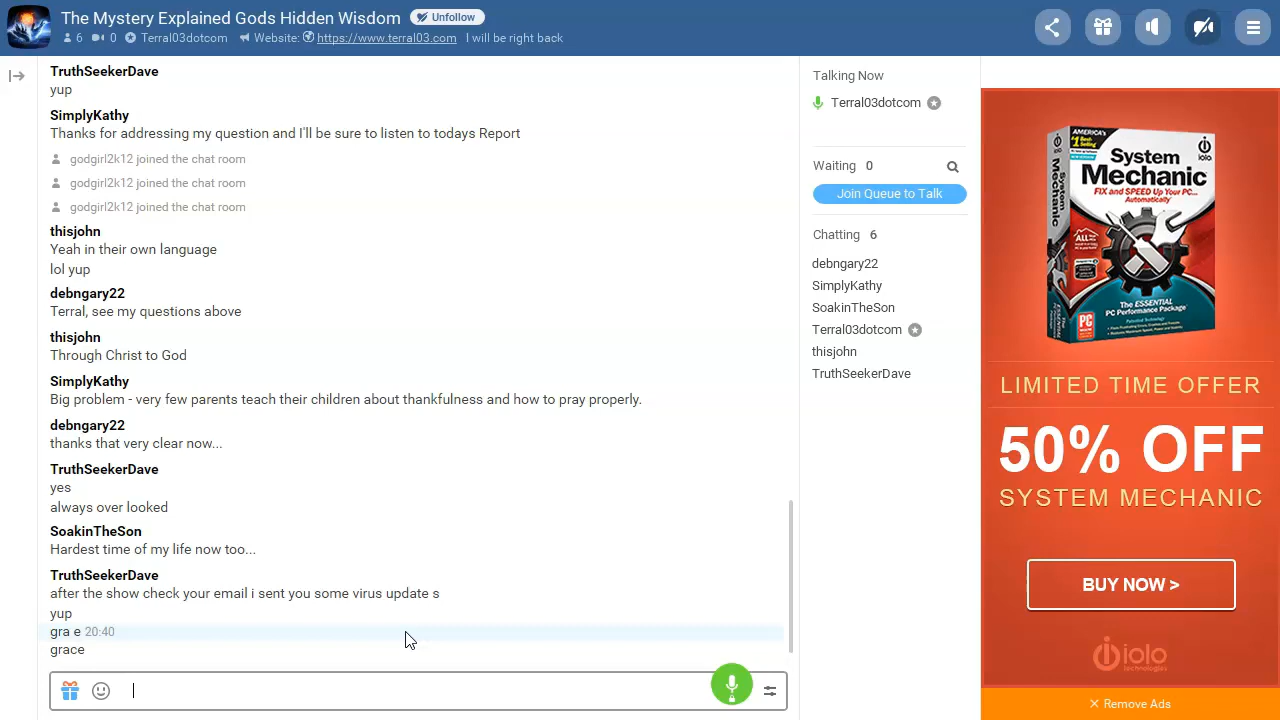 The Mystery Explained Gods Hidden Wisdom Unfollow
6 0 Terral03dotcom Website: https://www.terral03.com I will be right back
TruthSeekerDave
yup
SimplyKathy
Thanks for addressing my question and I'll be sure to listen to todays Report
godgirl2k12 joined the chat room
godgirl2k12 joined the chat room
godgirl2k12 joined the chat room
thisjohn
Yeah in their own language
lol yup
debngary22
Terral, see my questions above
thisjohn
Through Christ to God
SimplyKathy
Big problem - very few parents teach their children about thankfulness and how to pray properly.
debngary22
thanks that very clear now...
TruthSeekerDave
yes
always over looked
SoakinTheSon
Hardest time of my life now too...
TruthSeekerDave
after the show check your email i sent you some virus update s
yup
gra e 20:40
grace
Talking Now
Terral03dotcom
Waiting 0
Join Queue to Talk
Chatting 6
debngary22
SimplyKathy
SoakinTheSon
Terral03dotcom
thisjohn
TruthSeekerDave
AMERICA'S
#1 Best-
Selling
iolo
System
Mechanic
FIX and SPEED Up Your PC...
Automatically
The ESSENTIAL
PC Performance Package
LIMITED TIME OFFER
50% OFF
SYSTEM MECHANIC
BUY NOW >
iolo
technologies
Remove Ads